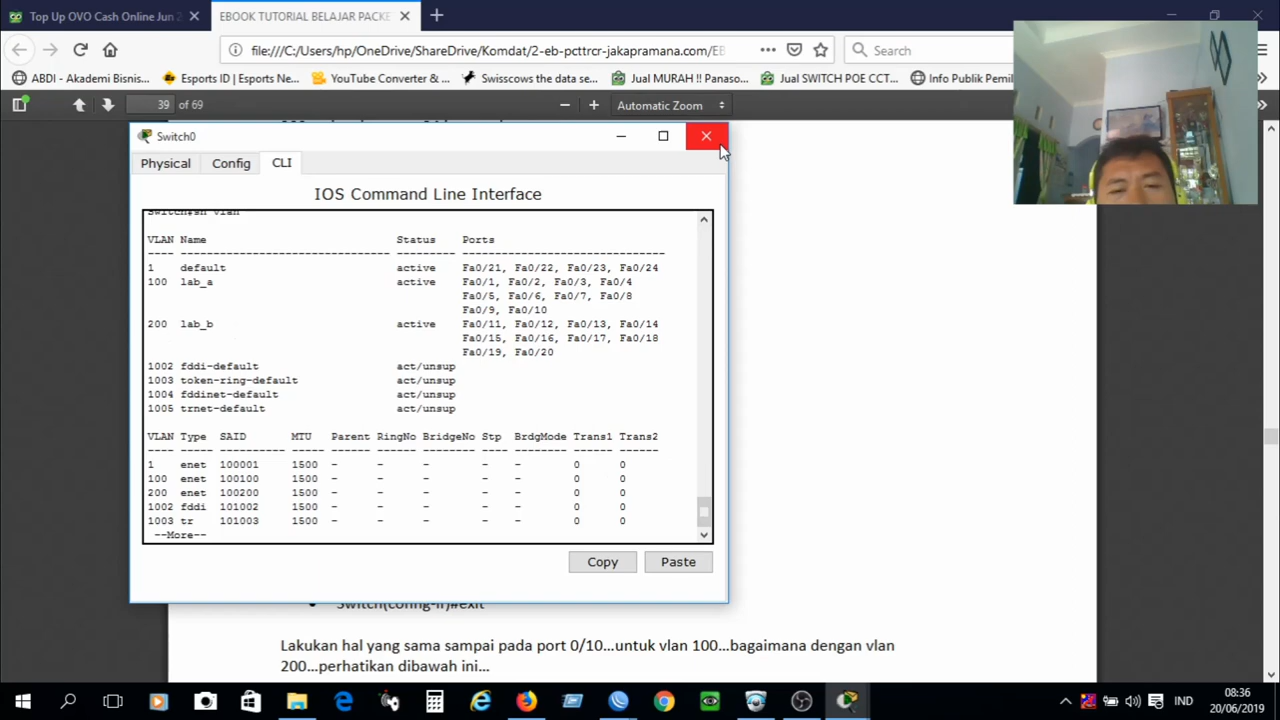 Top Up OVO Cash Online Jun 2
EBOOK TUTORIAL BELAJAR PACKE
file:///C:/Users/hp/OneDrive/ShareDrive/Komdat/2-eb-pcttrcr-jakapramana.com/EB
Search
ABDI - Akademi Bisnis...
Esports ID | Esports Ne...
YouTube Converter & ...
Swisscows the data se...
Jual MURAH !! Panaso...
Jual SWITCH POE CCT...
Info Publik Pemil
39 of 69
Automatic Zoom
Switch0
Physical Config CLI
IOS Command Line Interface
Switch#sh vlan
VLAN Name Status Ports
---- -------------------------------- --------- -------------------------------
1 default active Fa0/21, Fa0/22, Fa0/23, Fa0/24
100 lab_a active Fa0/1, Fa0/2, Fa0/3, Fa0/4
Fa0/5, Fa0/6, Fa0/7, Fa0/8
Fa0/9, Fa0/10
200 lab_b active Fa0/11, Fa0/12, Fa0/13, Fa0/14
Fa0/15, Fa0/16, Fa0/17, Fa0/18
Fa0/19, Fa0/20
1002 fddi-default act/unsup
1003 token-ring-default act/unsup
1004 fddinet-default act/unsup
1005 trnet-default act/unsup
VLAN Type SAID MTU Parent RingNo BridgeNo Stp BrdgMode Trans1 Trans2
---- ----- ---------- ----- ------ ------ -------- ---- -------- ------ ------
1 enet 100001 1500 - - - - - 0 0
100 enet 100100 1500 - - - - - 0 0
200 enet 100200 1500 - - - - - 0 0
1002 fddi 101002 1500 - - - - - 0 0
1003 tr 101003 1500 - - - - - 0 0
--More--
Copy Paste
Switch(config-if)#exit
Lakukan hal yang sama sampai pada port 0/10...untuk vlan 100...bagaimana dengan vlan
200...perhatikan dibawah ini...
IND
08:36
20/06/2019